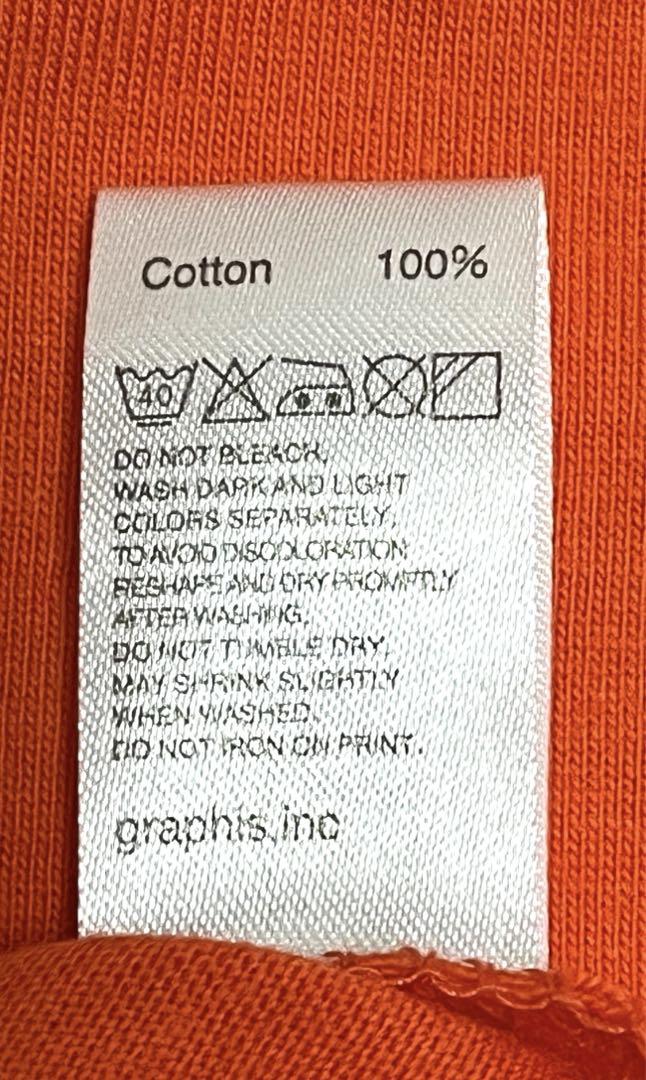 Cotton 100%
40
DO NOT BLEACH,
WASH DARK AND LIGHT
COLORS SEPARATELY,
TO AVOID DISCOLORATION
RESHAPE AND DRY PROMPTLY
AFTER WASHING.
DO NOT TUMBLE DRY,
MAY SHRINK SLIGHTLY
WHEN WASHED.
DO NOT IRON ON PRINT.
graphis,inc